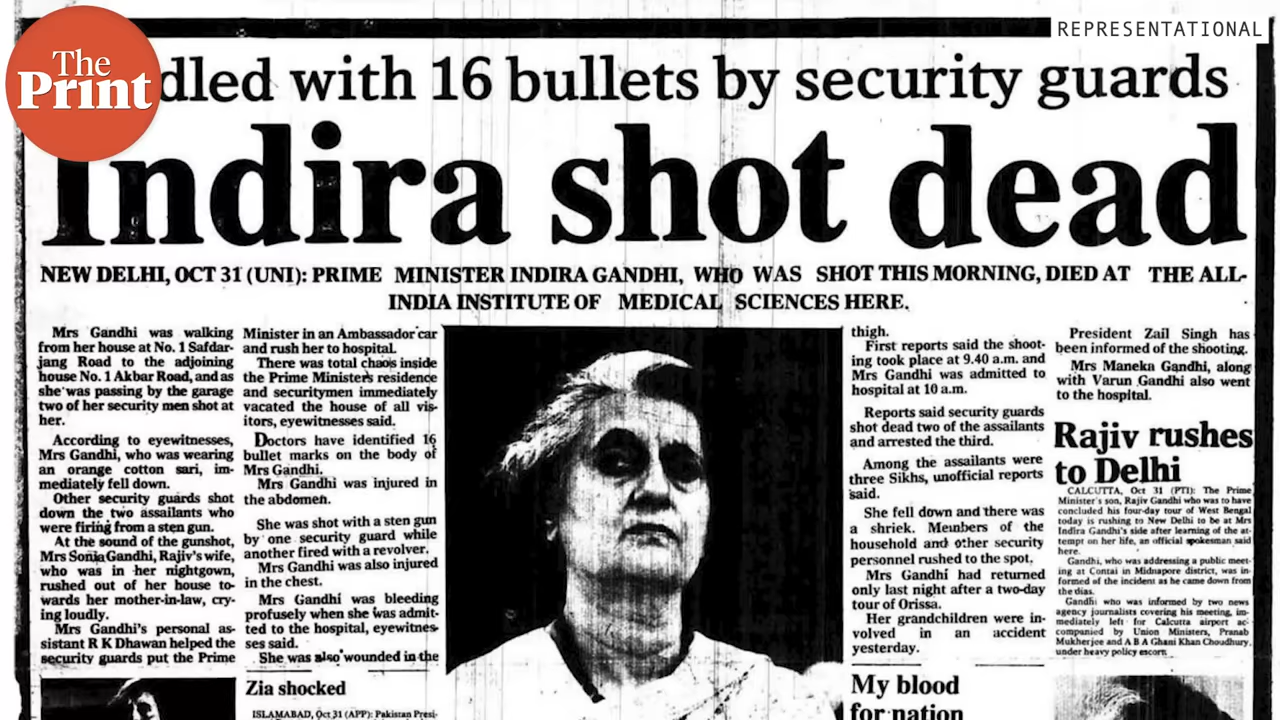 The
Print
REPRESENTATIONAL
dled with 16 bullets by security guards
Indira shot dead
NEW DELHI, OCT 31 (UNI): PRIME MINISTER INDIRA GANDHI, WHO WAS SHOT THIS MORNING, DIED AT THE ALL-
INDIA INSTITUTE OF MEDICAL SCIENCES HERE.
Mrs Gandhi was walking
from her house at No. 1 Safdar-
jang Road to the adjoining
house No. 1 Akbar Road, and as
she was passing by the garage
two of her security men shot at
her.
According to eyewitnesses,
Mrs Gandhi, who was wearing
an orange cotton sari, im-
mediately fell down.
Other security guards shot
down the two assailants who
were firing from a sten gun.
At the sound of the gunshot,
Mrs Sonia Gandhi, Rajiv's wife,
who was in her nightgown,
rushed out of her house to-
wards her mother-in-law, cry-
ing loudly.
Mrs Gandhi's personal as-
sistant R K Dhawan helped the
security guards put the Prime
Minister in an Ambassador car
and rush her to hospital.
There was total chaos inside
the Prime Ministers residence
and securitymen immediately
vacated the house of all vis-
itors, eyewitnesses said.
Doctors have identified 16
bullet marks on the body of
Mrs Gandhi.
Mrs Gandhi was injured in
the abdomen.
She was shot with a sten gun
by one security guard while
another fired with a revolver.
Mrs Gandhi was also injured
in the chest.
Mrs Gandhi was bleeding
profusely when she was admit-
ted to the hospital, eyewitnes-
ses said.
She was also wounded in the
Zia shocked
ISLAMABAD, Oct 31 (APP): Pakistan Presi-
thigh.
First reports said the shoot-
ing took place at 9.40 a.m. and
Mrs Gandhi was admitted to
hospital at 10 a.m.
Reports said security guards
shot dead two of the assailants
and arrested the third.
Among the assailants were
three Sikhs, unofficial reports
said.
She fell down and there was
a shriek. Members of the
household and other security
personnel rushed to the spot.
Mrs Gandhi had returned
only last night after a two-day
tour of Orissa.
Her grandchildren were in-
volved in an accident
yesterday.
My blood
for nation
President Zail Singh has
been informed of the shooting.
Mrs Maneka Gandhi, along
with Varun Gandhi also went
to the hospital.
Rajiv rushes
to Delhi
CALCUTTA, Oct 31 (PTI): The Prime
Minister's son, Rajiv Gandhi who was to have
concluded his four-day tour of West Bengal
today is rushing to New Delhi to be at Mrs
Indira Gandhi's side after learning of the at-
tempt on her life, an official spokesman said
here.
Gandhi, who was addressing a public meet-
ing at Contai in Midnapore district, was in-
formed of the incident as he came down from
the dias.
Gandhi who was informed by two news
agency journalists covering his meeting, im-
mediately left for Calcutta airport ac-
companied by Union Ministers, Pranab
Mukherjee and A B A Ghani Khan Choudhury,
under heavy policy escort.